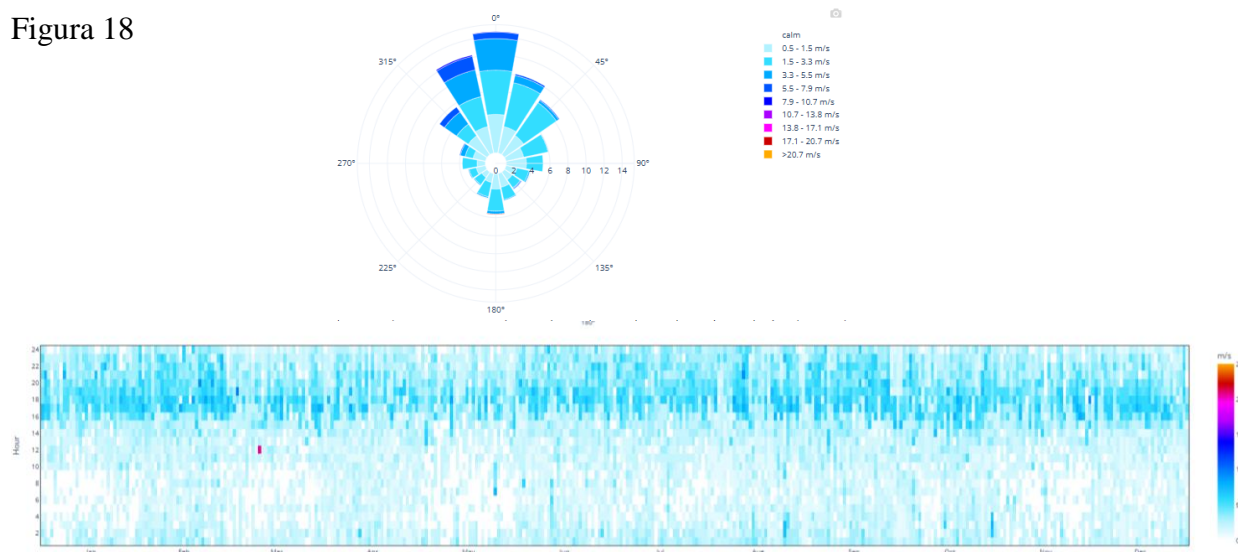 Figura 18
0°
45°
90°
135°
180°
225°
270°
315°
0 2 4 6 8 10 12 14
calm
0.5 - 1.5 m/s
1.5 - 3.3 m/s
3.3 - 5.5 m/s
5.5 - 7.9 m/s
7.9 - 10.7 m/s
10.7 - 13.8 m/s
13.8 - 17.1 m/s
17.1 - 20.7 m/s
>20.7 m/s
Hour
24
22
20
18
16
14
12
10
8
6
4
2
m/s